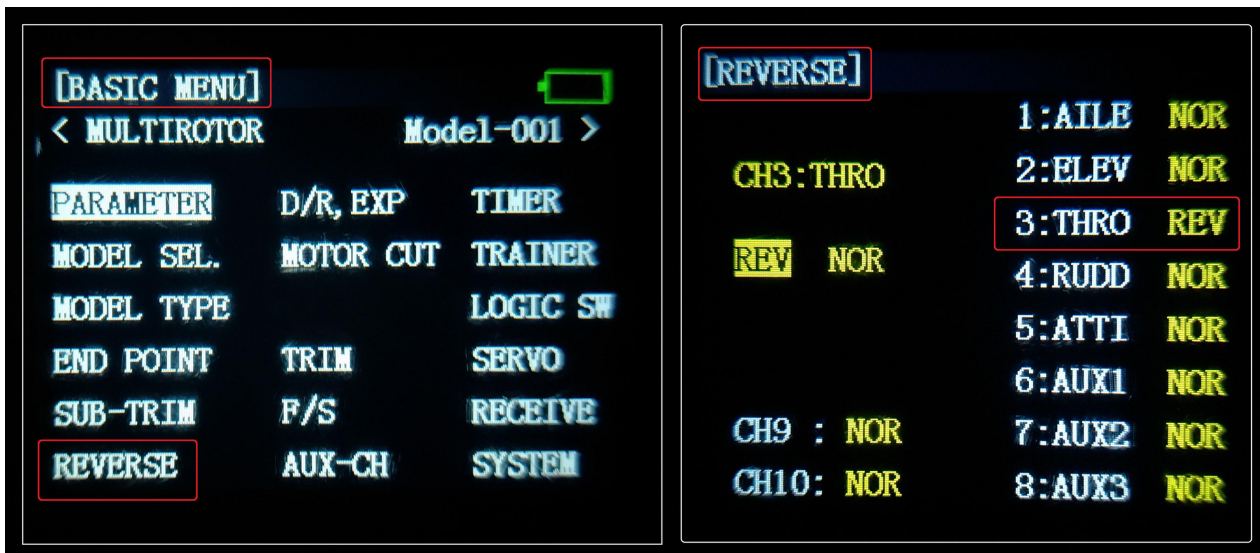 [BASIC MENU]
< MULTIROTOR Model-001 >
PARAMETER D/R, EXP TIMER
MODEL SEL. MOTOR CUT TRAINER
MODEL TYPE LOGIC SW
END POINT TRIM SERVO
SUB-TRIM F/S RECEIVE
REVERSE AUX-CH SYSTEM
[REVERSE]
1:AILE NOR
CH3:THRO 2:ELEV NOR
3:THRO REV
REV NOR
4:RUDD NOR
5:ATTI NOR
6:AUX1 NOR
CH9 : NOR 7:AUX2 NOR
CH10: NOR 8:AUX3 NOR